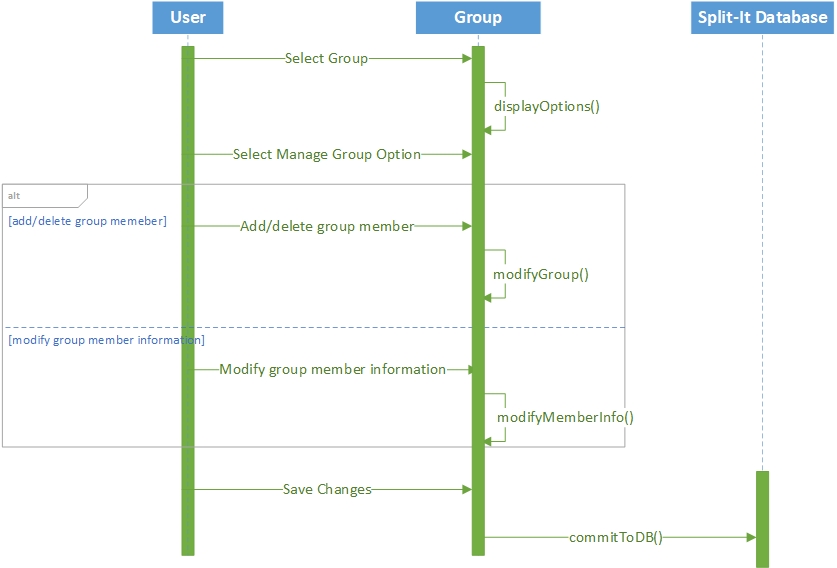 User
Group
Split-It Database
Select Group
displayOptions()
Select Manage Group Option
alt
[add/delete group memeber]
Add/delete group member
modifyGroup()
[modify group member information]
Modify group member information
modifyMemberInfo()
Save Changes
commitToDB()